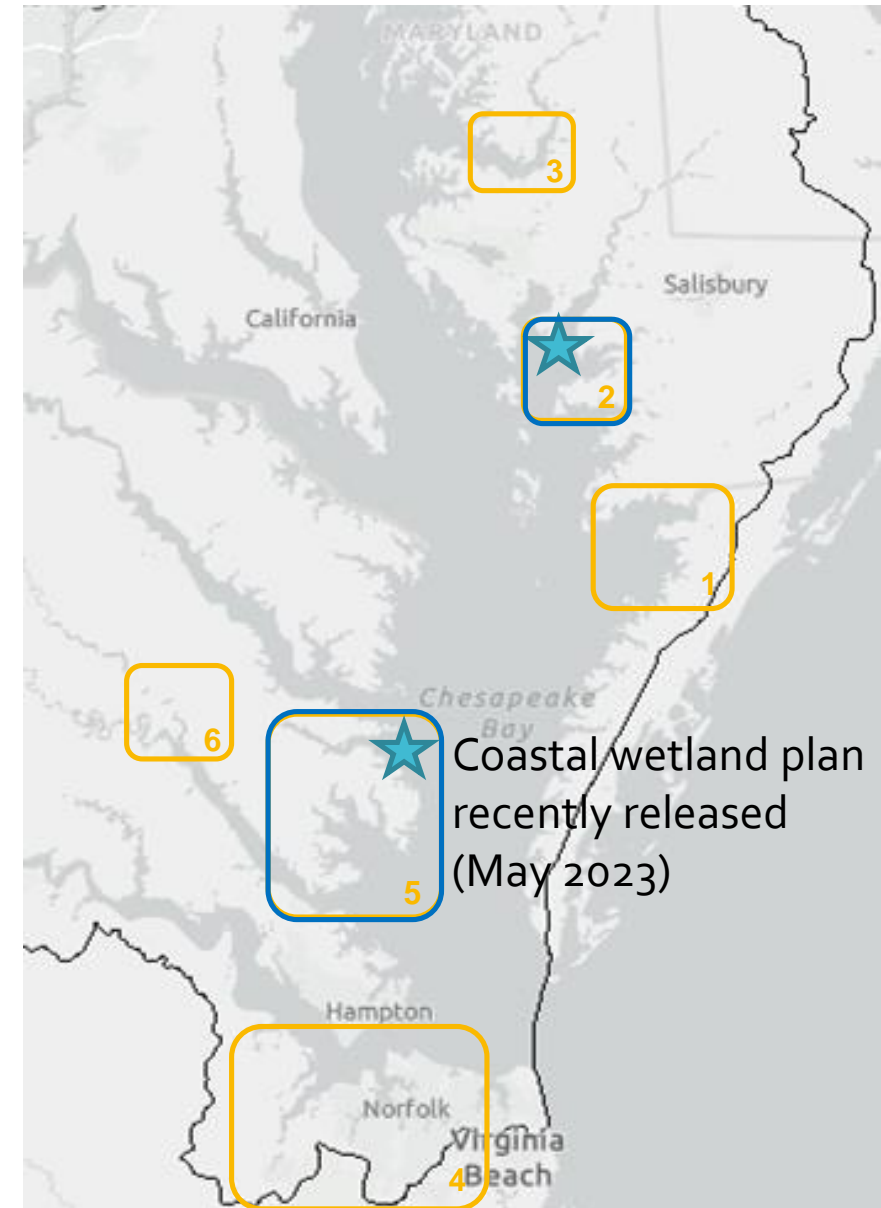 MARYLAND
3
Salisbury
California
2
1
Chesapeake
Bay
6
Coastal wetland plan
recently released
(May 2023)
5
Hampton
Norfolk
Virginia
Beach
4